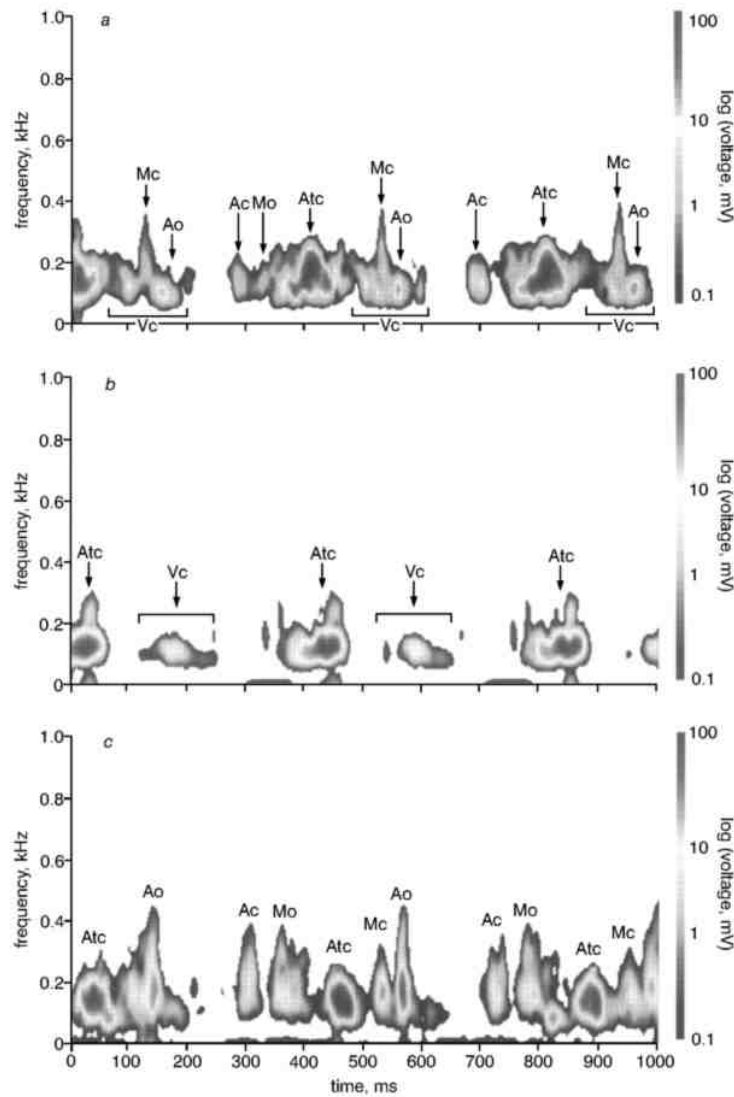 a
1.0
0.8
0.6
0.4
0.2
0
frequency, kHz
Mc
Ao
Ac
Mo
Atc
Mc
Ao
Ac
Atc
Mc
Ao
Vc
Vc
Vc
100
10
1
0.1
log (voltage, mV)
b
1.0
0.8
0.6
0.4
0.2
0
frequency, kHz
Atc
Vc
Atc
Vc
Atc
100
10
1
0.1
log (voltage, mV)
c
1.0
0.8
0.6
0.4
0.2
0
frequency, kHz
Atc
Ao
Ac
Mo
Atc
Mc
Ao
Ac
Mo
Atc
Mc
100
10
1
0.1
log (voltage, mV)
0 100 200 300 400 500 600 700 800 900 1000
time, ms